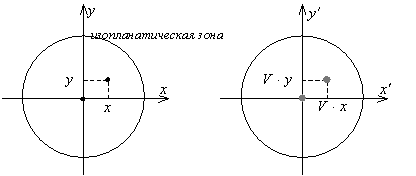 y
изопланатическая зона
y
x
x
y'
V · y
x'
V · x